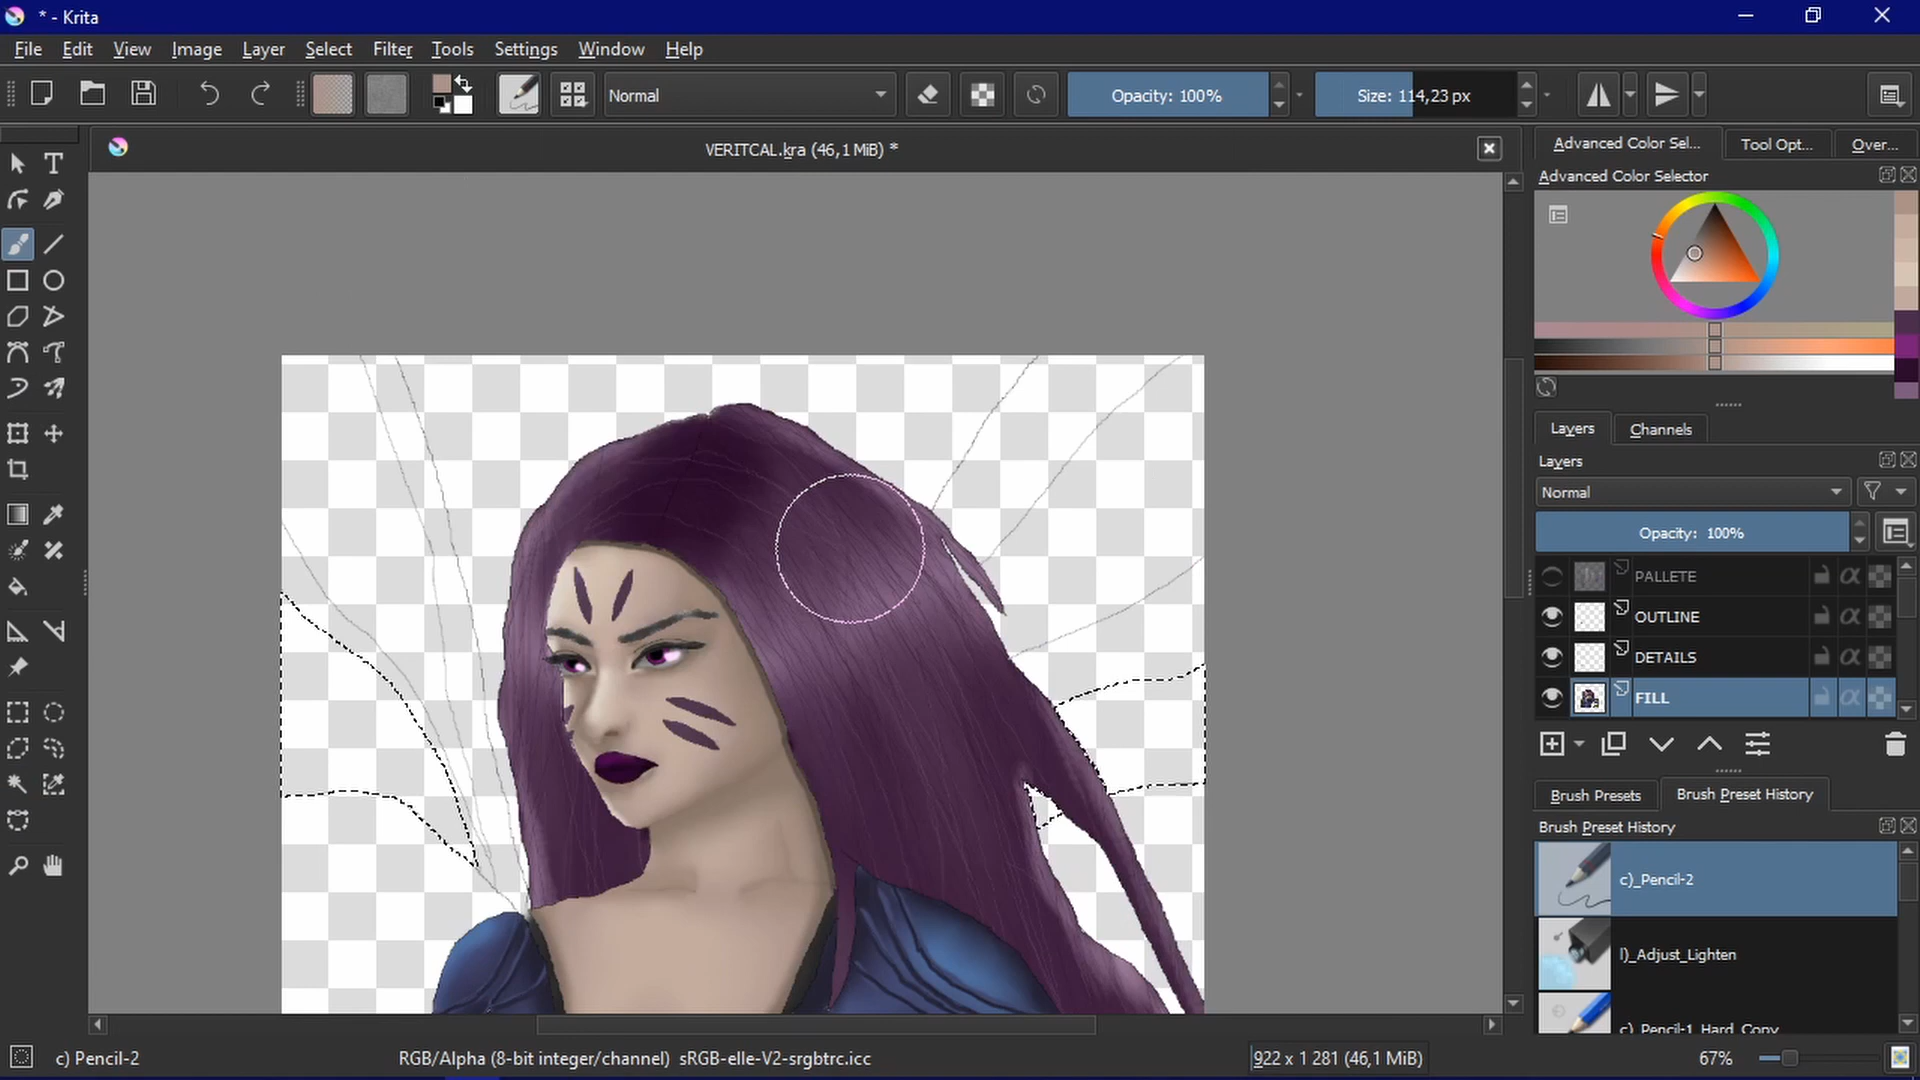 * - Krita
File Edit View Image Layer Select Filter Tools Settings Window Help
Normal Opacity: 100% Size: 114,23 px
VERITCAL.kra (46,1 MiB) *
Advanced Color Sel... Tool Opt... Over...
Advanced Color Selector
Layers Channels
Layers
Normal
Opacity: 100%
PALLETE
OUTLINE
DETAILS
FILL
Brush Presets Brush Preset History
Brush Preset History
c)_Pencil-2
l)_Adjust_Lighten
c)_Pencil-1_Hard_Copy
c) Pencil-2 RGB/Alpha (8-bit integer/channel) sRGB-elle-V2-srgbtrc.icc 922 x 1 281 (46,1 MiB) 67%